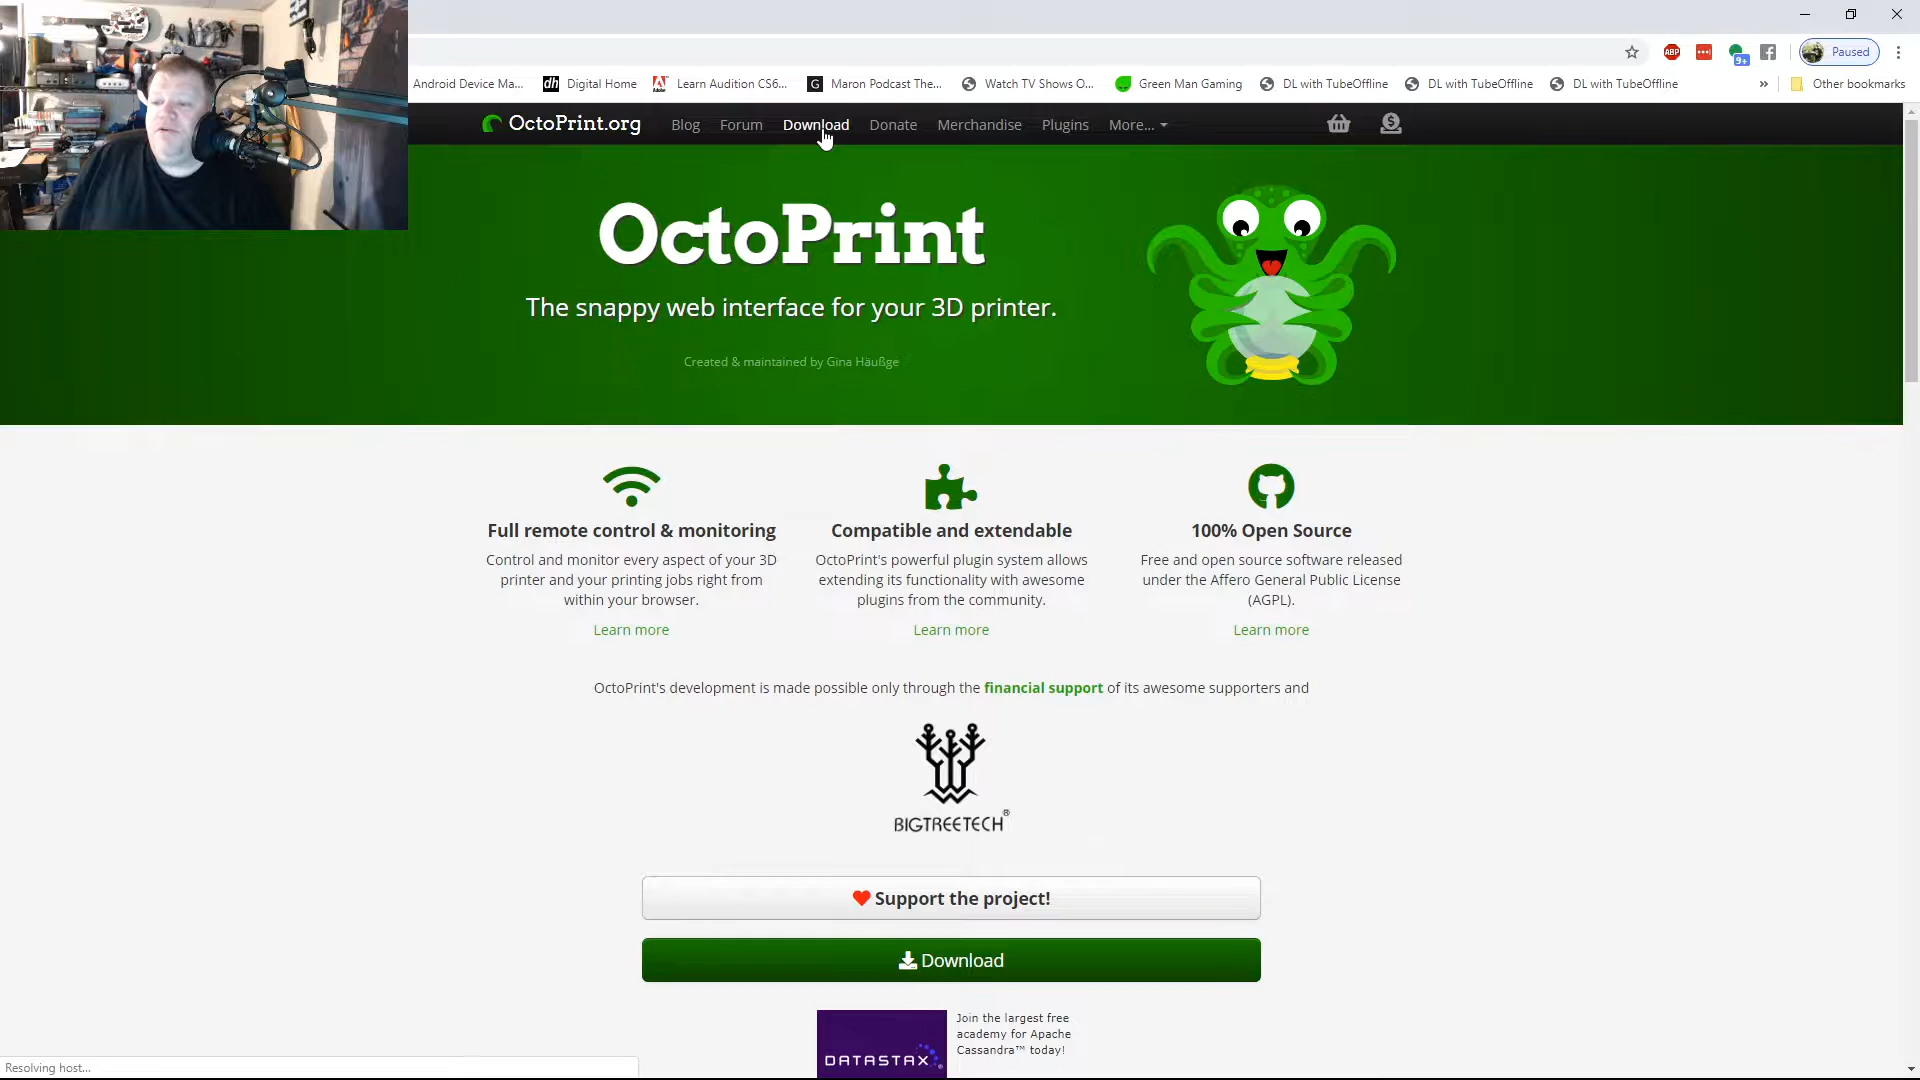 Paused
Android Device Ma... Digital Home Learn Audition CS6... Maron Podcast The... Watch TV Shows O... Green Man Gaming DL with TubeOffline DL with TubeOffline DL with TubeOffline » Other bookmarks
ABP
9+
dh
G
OctoPrint.org Blog Forum Download Donate Merchandise Plugins More...
OctoPrint
The snappy web interface for your 3D printer.
Created & maintained by Gina Häußge
Full remote control & monitoring
Control and monitor every aspect of your 3D
printer and your printing jobs right from
within your browser.
Learn more
Compatible and extendable
OctoPrint's powerful plugin system allows
extending its functionality with awesome
plugins from the community.
Learn more
100% Open Source
Free and open source software released
under the Affero General Public License
(AGPL).
Learn more
OctoPrint's development is made possible only through the financial support of its awesome supporters and
BIGTREETECH®
Support the project!
Download
DATASTAX
Join the largest free
academy for Apache
Cassandra™ today!
Resolving host...